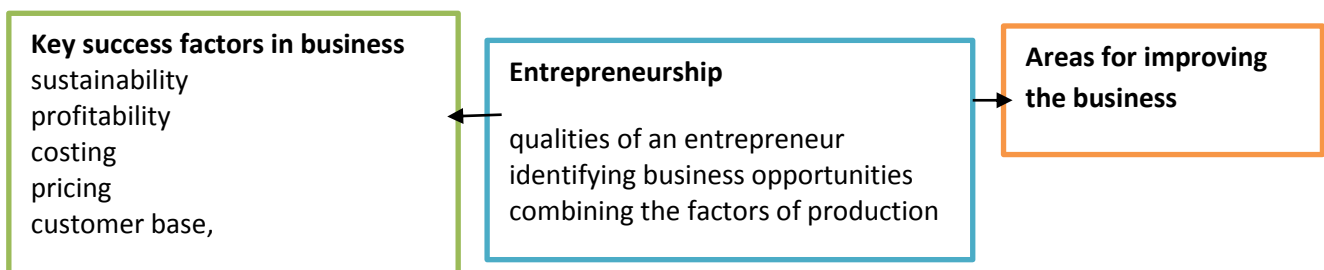 Key success factors in business
sustainability
profitability
costing
pricing
customer base,
Entrepreneurship
qualities of an entrepreneur
identifying business opportunities
combining the factors of production
Areas for improving
the business